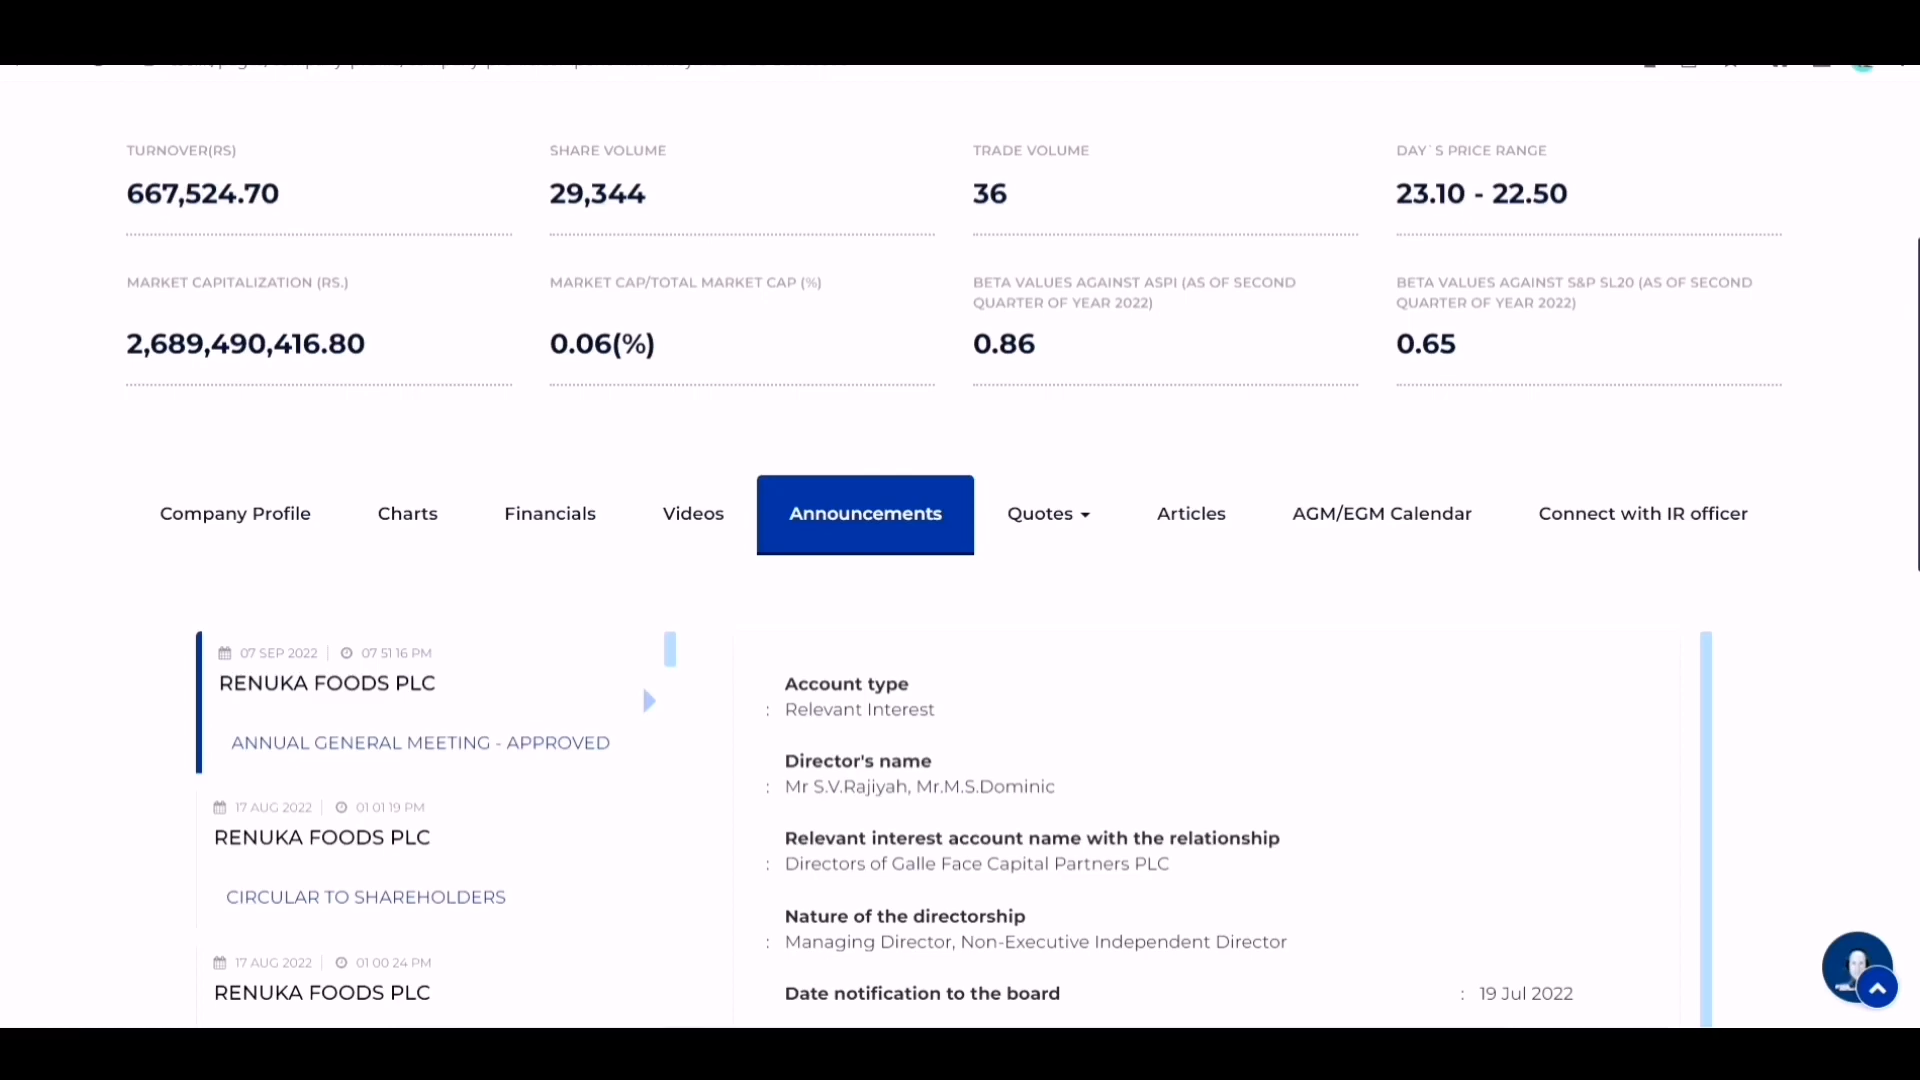 TURNOVER(RS)
SHARE VOLUME
TRADE VOLUME
DAY`S PRICE RANGE
667,524.70
29,344
36
23.10 - 22.50
MARKET CAPITALIZATION (RS.)
MARKET CAP/TOTAL MARKET CAP (%)
BETA VALUES AGAINST ASPI (AS OF SECOND
QUARTER OF YEAR 2022)
BETA VALUES AGAINST S&P SL20 (AS OF SECOND
QUARTER OF YEAR 2022)
2,689,490,416.80
0.06(%)
0.86
0.65
Company Profile
Charts
Financials
Videos
Announcements
Quotes
Articles
AGM/EGM Calendar
Connect with IR officer
07 SEP 2022 | 07 51 16 PM
RENUKA FOODS PLC
ANNUAL GENERAL MEETING - APPROVED
17 AUG 2022 | 01 01 19 PM
RENUKA FOODS PLC
CIRCULAR TO SHAREHOLDERS
17 AUG 2022 | 01 00 24 PM
RENUKA FOODS PLC
Account type
: Relevant Interest
Director's name
: Mr S.V.Rajiyah, Mr.M.S.Dominic
Relevant interest account name with the relationship
: Directors of Galle Face Capital Partners PLC
Nature of the directorship
: Managing Director, Non-Executive Independent Director
Date notification to the board : 19 Jul 2022